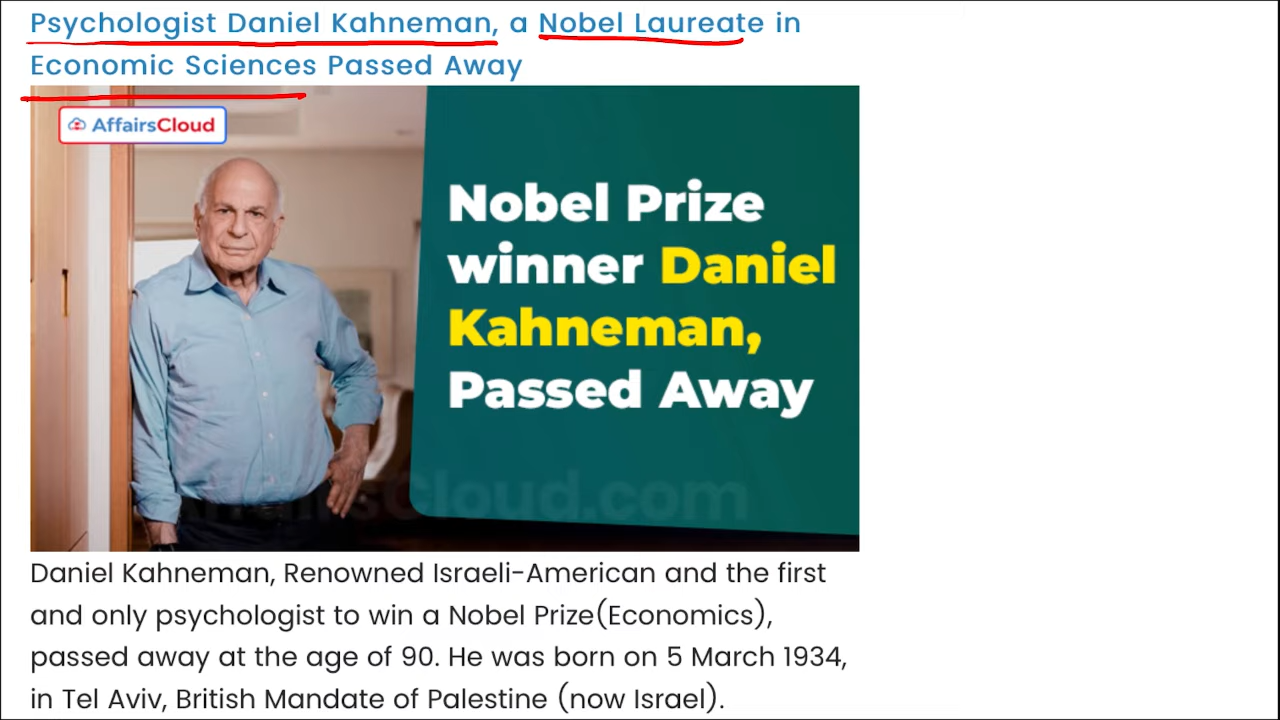 Psychologist Daniel Kahneman, a Nobel Laureate in
Economic Sciences Passed Away
AffairsCloud
Nobel Prize
winner Daniel
Kahneman,
Passed Away
AffairsCloud.com
Daniel Kahneman, Renowned Israeli-American and the first
and only psychologist to win a Nobel Prize(Economics),
passed away at the age of 90. He was born on 5 March 1934,
in Tel Aviv, British Mandate of Palestine (now Israel).